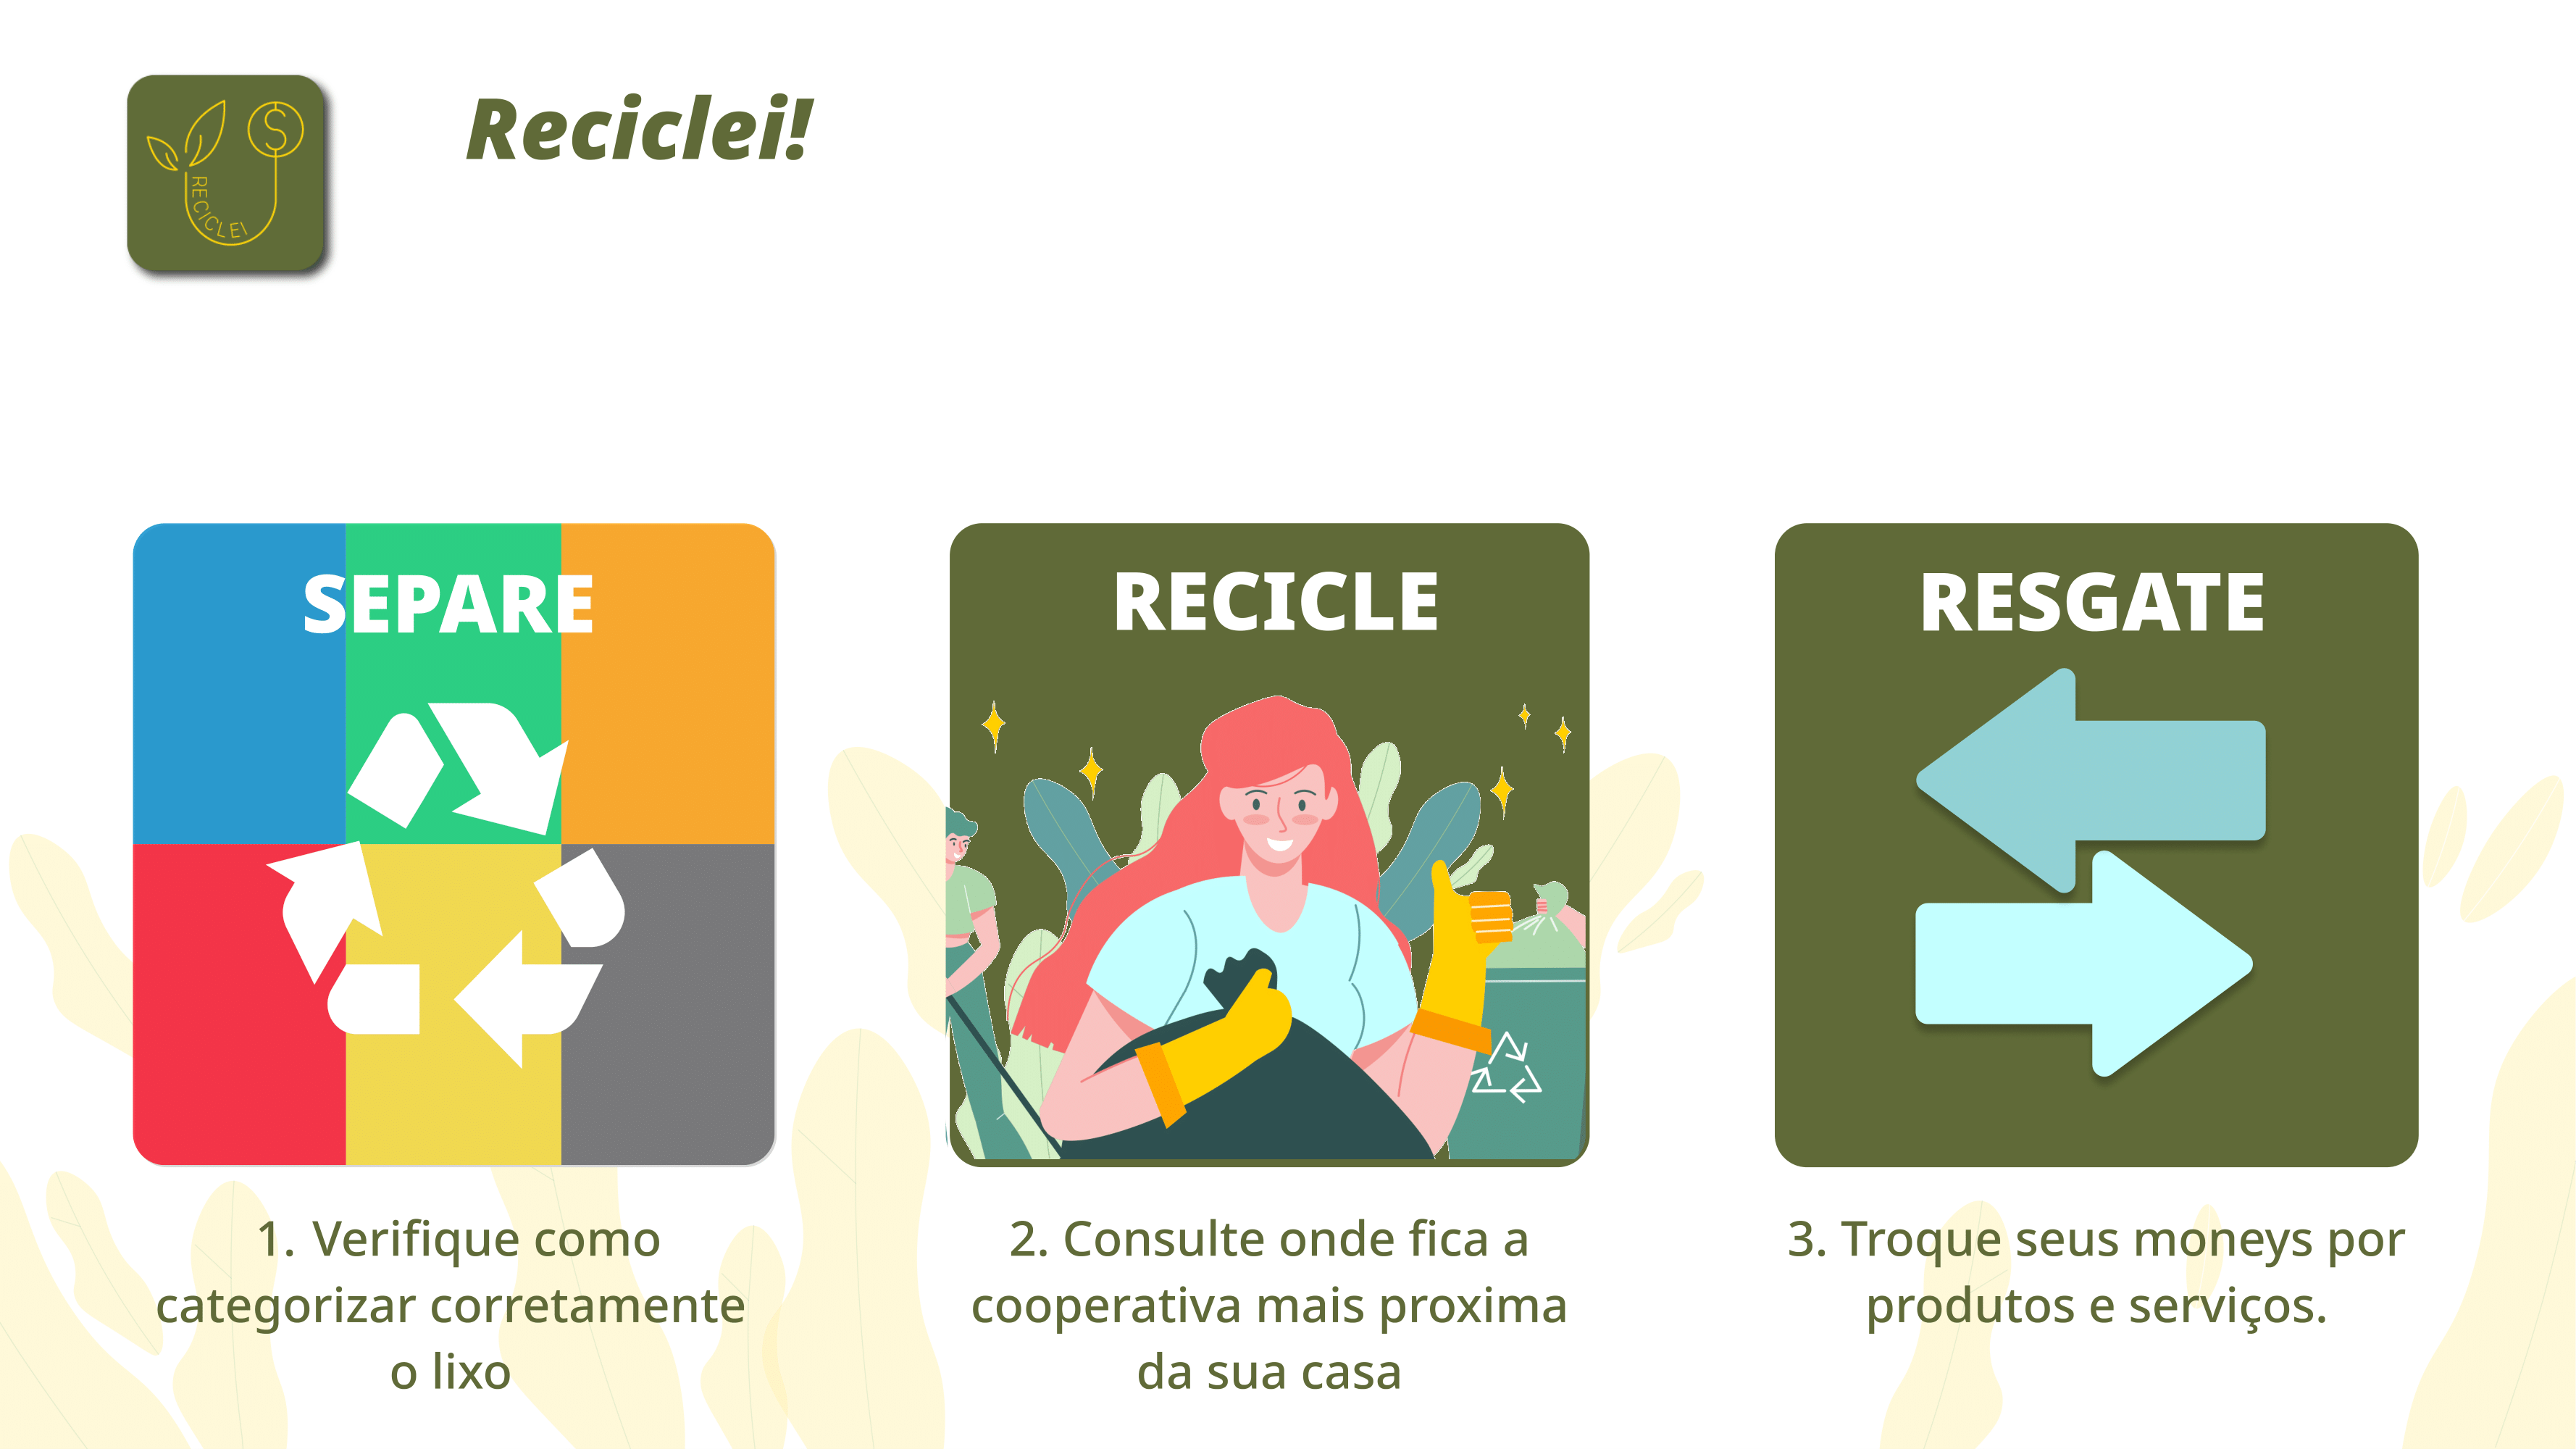 RECICLEI
Reciclei!
SEPARE
RECICLE
RESGATE
1. Verifique como
categorizar corretamente
o lixo
2. Consulte onde fica a
cooperativa mais proxima
da sua casa
3. Troque seus moneys por
produtos e serviços.